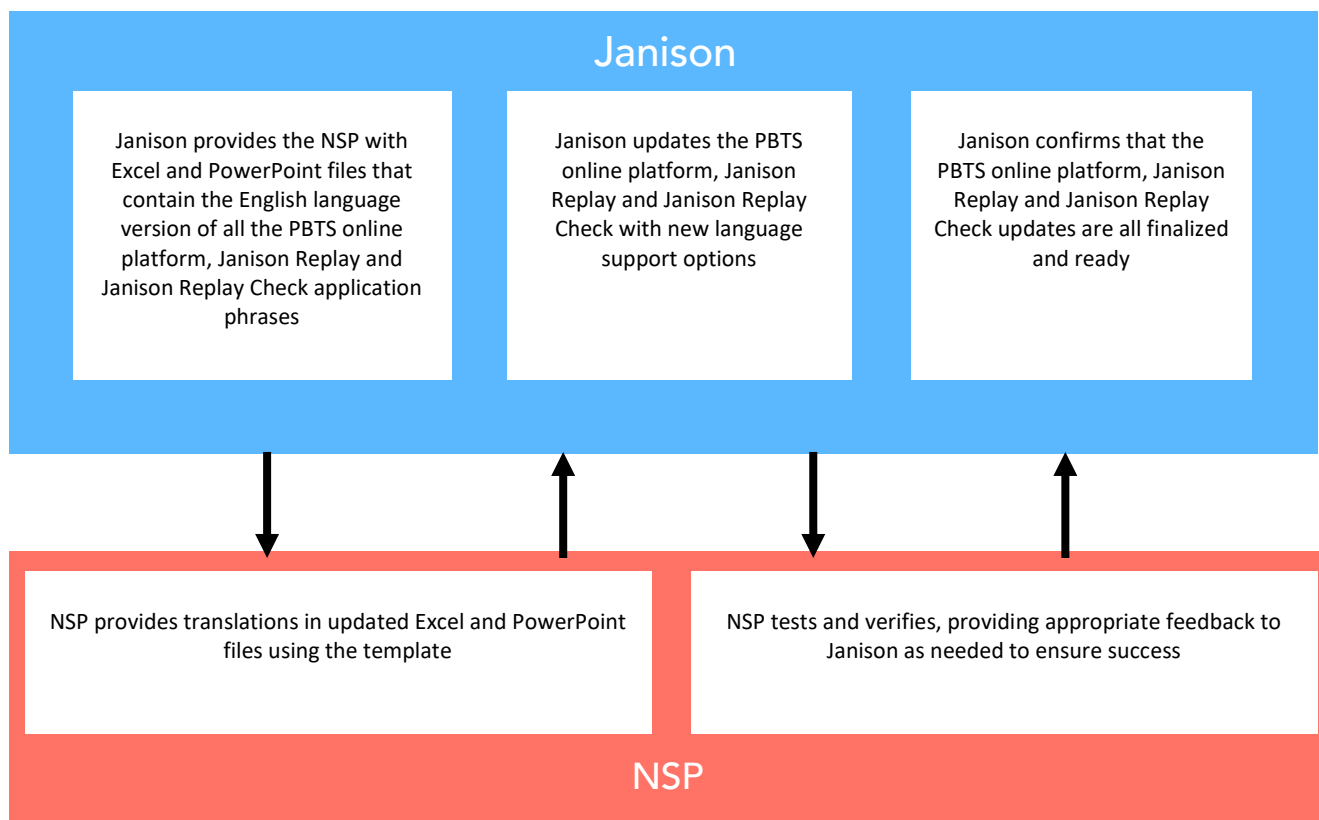 Janison
Janison provides the NSP with
Excel and PowerPoint files that
contain the English language
version of all the PBTS online
platform, Janison Replay and
Janison Replay Check application
phrases
Janison updates the PBTS
online platform, Janison
Replay and Janison Replay
Check with new language
support options
Janison confirms that the
PBTS online platform, Janison
Replay and Janison Replay
Check updates are all finalized
and ready
NSP provides translations in updated Excel and PowerPoint
files using the template
NSP tests and verifies, providing appropriate feedback to
Janison as needed to ensure success
NSP